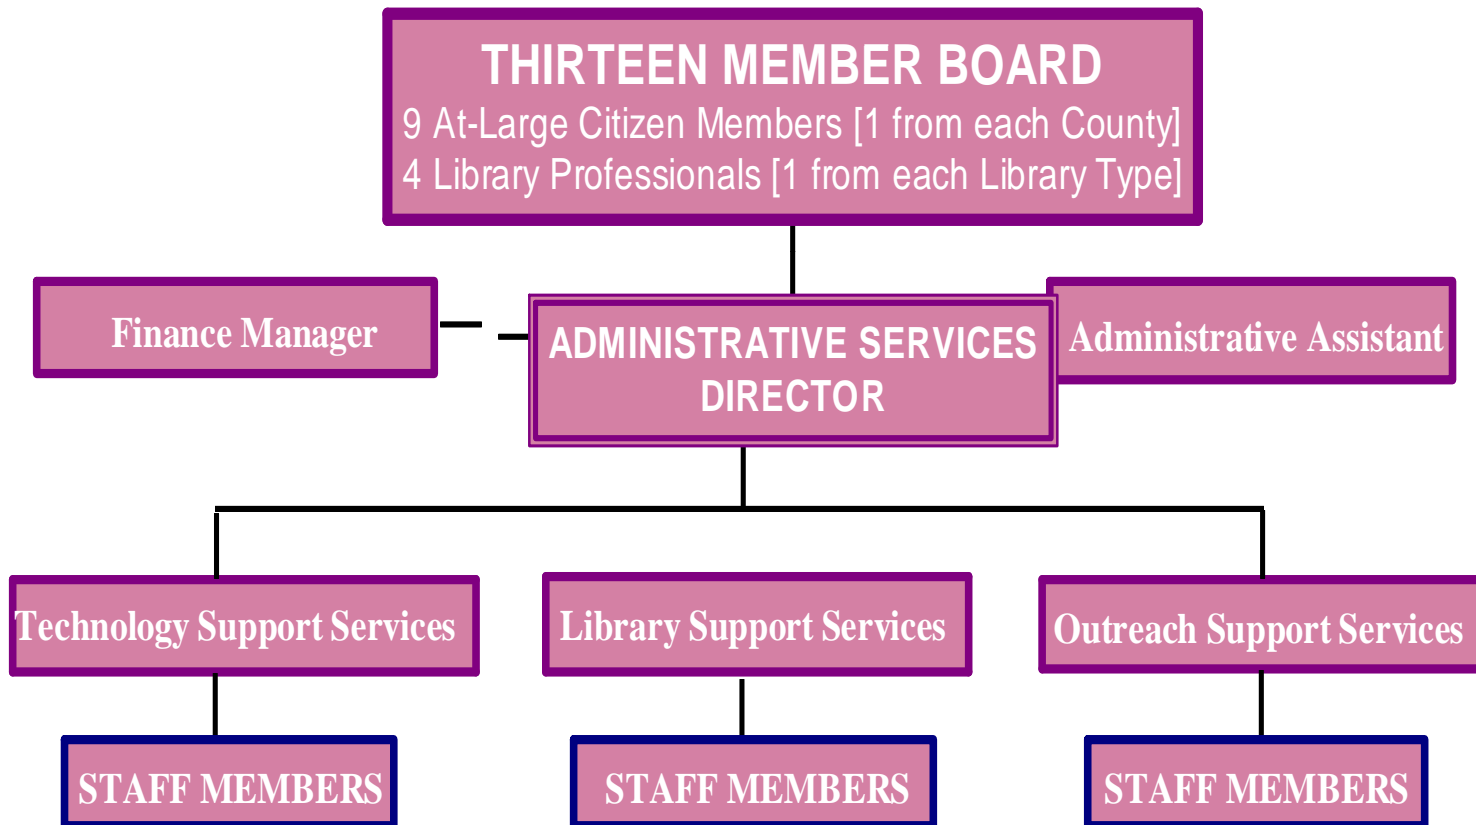 THIRTEEN MEMBER BOARD
9 At-Large Citizen Members [1 from each County]
4 Library Professionals [1 from each Library Type]
Finance Manager
ADMINISTRATIVE SERVICES
DIRECTOR
Administrative Assistant
Technology Support Services
Library Support Services
Outreach Support Services
STAFF MEMBERS
STAFF MEMBERS
STAFF MEMBERS